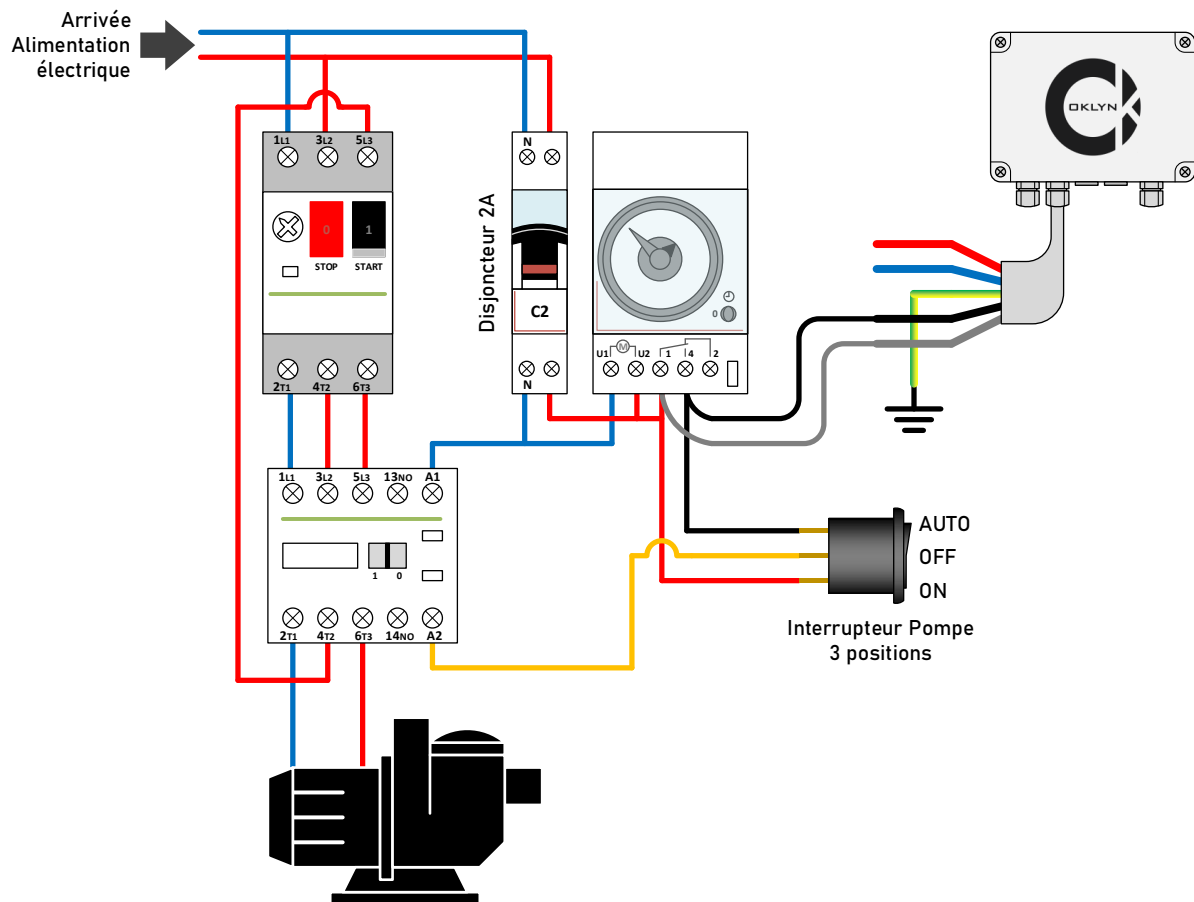 Arrivée
Alimentation
électrique
OKLYN
1L1 3L2 5L3
N
0 1
STOP START
Disjoncteur 2A
C2
0
U1 M U2 1 4 2
2T1 4T2 6T3
N
1L1 3L2 5L3 13NO A1
1 0
2T1 4T2 6T3 14NO A2
AUTO
OFF
ON
Interrupteur Pompe
3 positions